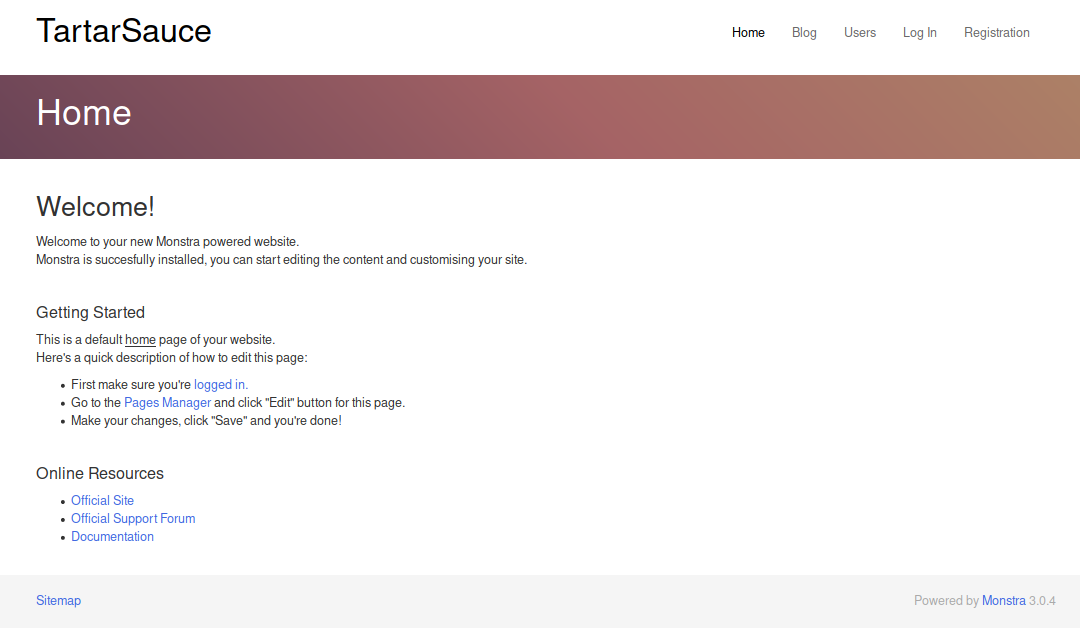 TartarSauce
Home Blog Users Log In Registration
Home
Welcome!
Welcome to your new Monstra powered website.
Monstra is succesfully installed, you can start editing the content and customising your site.
Getting Started
This is a default home page of your website.
Here's a quick description of how to edit this page:
• First make sure you're logged in.
• Go to the Pages Manager and click "Edit" button for this page.
• Make your changes, click "Save" and you're done!
Online Resources
• Official Site
• Official Support Forum
• Documentation
Sitemap Powered by Monstra 3.0.4